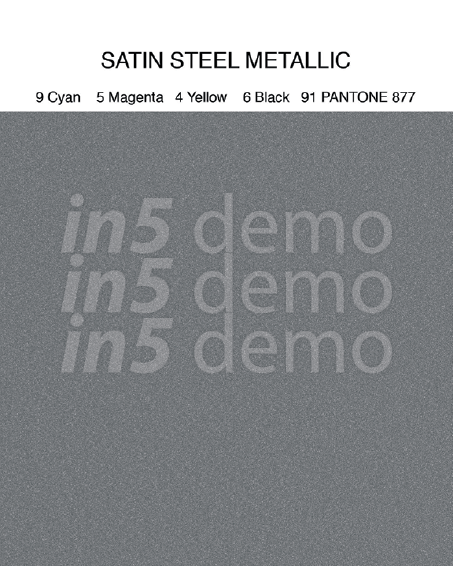 SATIN STEEL METALLIC
9 Cyan 5 Magenta 4 Yellow 6 Black 91 PANTONE 877
in5 demo
in5 demo
in5 demo